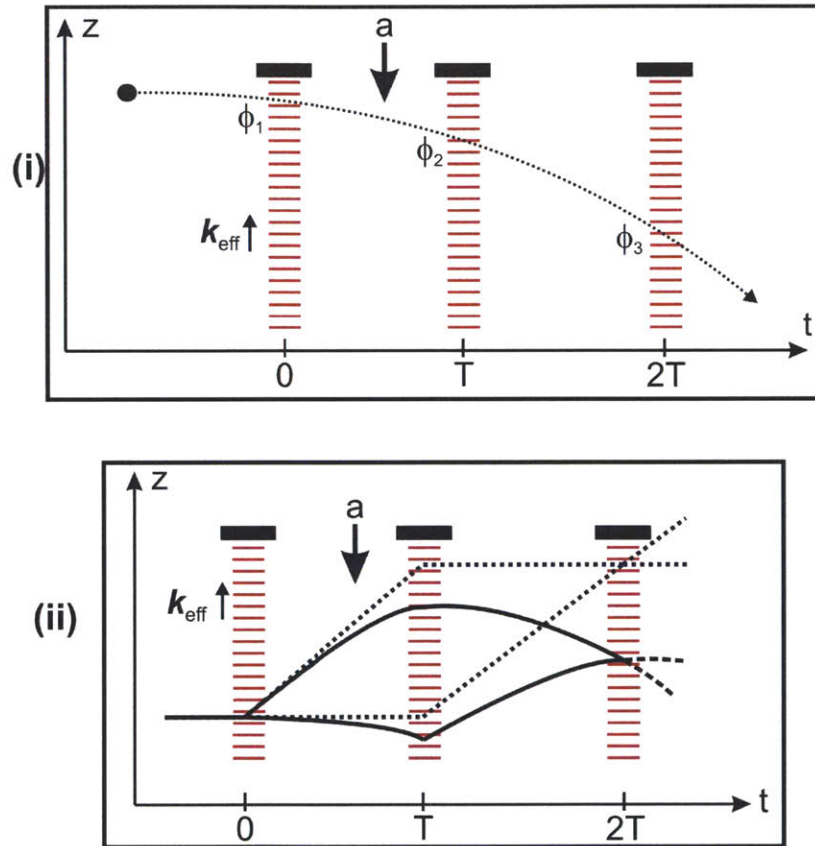 z
a
ϕ₁
ϕ₂
(i)
k_eff
ϕ₃
t
0 T 2T
z
a
k_eff
(ii)
t
0 T 2T